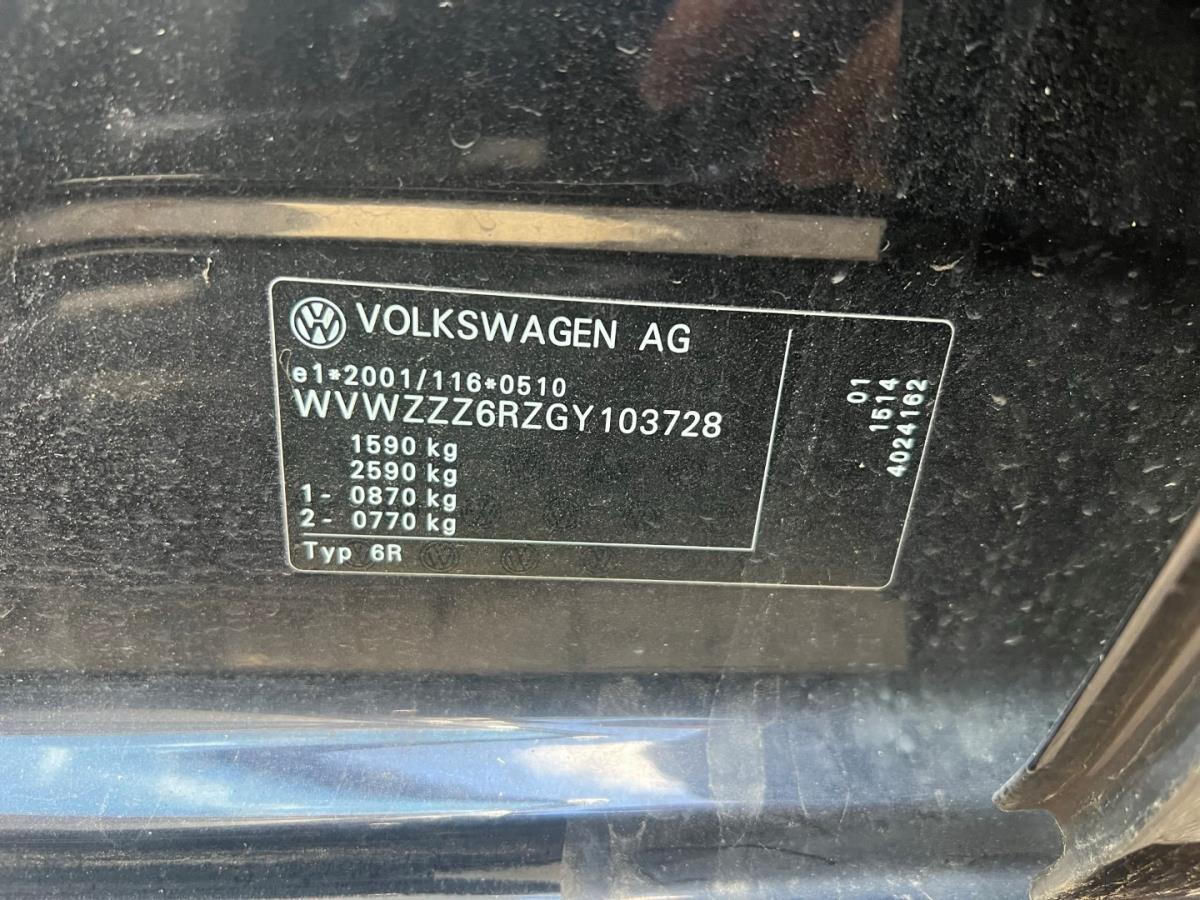 VOLKSWAGEN AG
e1*2001/116*0510
WVWZZZ6RZGY103728
1590 kg
2590 kg
1- 0870 kg
2- 0770 kg
Typ 6R
01
1514
4024162